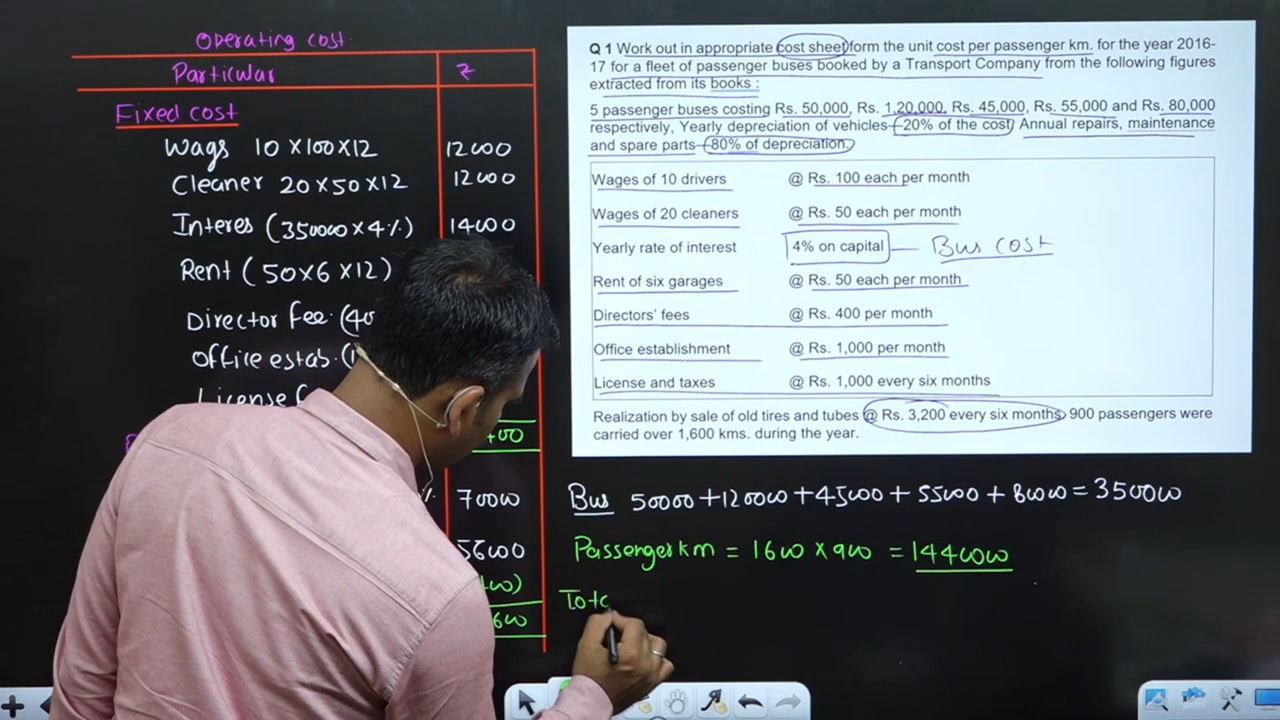 Operating cost.
Particular ₹
Fixed cost
Wags 10 X 100 X 12 12000
Cleaner 20 X 50 X 12 12000
Interes (350000 X 4%) 14000
Rent (50 X 6 X 12)
Director fee. (40
Office estab. (1
License f
70000
56000
Q 1 Work out in appropriate cost sheet form the unit cost per passenger km. for the year 2016-
17 for a fleet of passenger buses booked by a Transport Company from the following figures
extracted from its books :
5 passenger buses costing Rs. 50,000, Rs. 1,20,000, Rs. 45,000, Rs. 55,000 and Rs. 80,000
respectively, Yearly depreciation of vehicles–20% of the cost, Annual repairs, maintenance
and spare parts–80% of depreciation.
Wages of 10 drivers @ Rs. 100 each per month
Wages of 20 cleaners @ Rs. 50 each per month
Yearly rate of interest 4% on capital – Bus cost
Rent of six garages @ Rs. 50 each per month
Directors' fees @ Rs. 400 per month
Office establishment @ Rs. 1,000 per month
License and taxes @ Rs. 1,000 every six months
Realization by sale of old tires and tubes @ Rs. 3,200 every six months, 900 passengers were
carried over 1,600 kms. during the year.
Bus 50000 + 120000 + 45000 + 55000 + 80000 = 350000
Passenger km = 1600 X 900 = 1440000
Tota